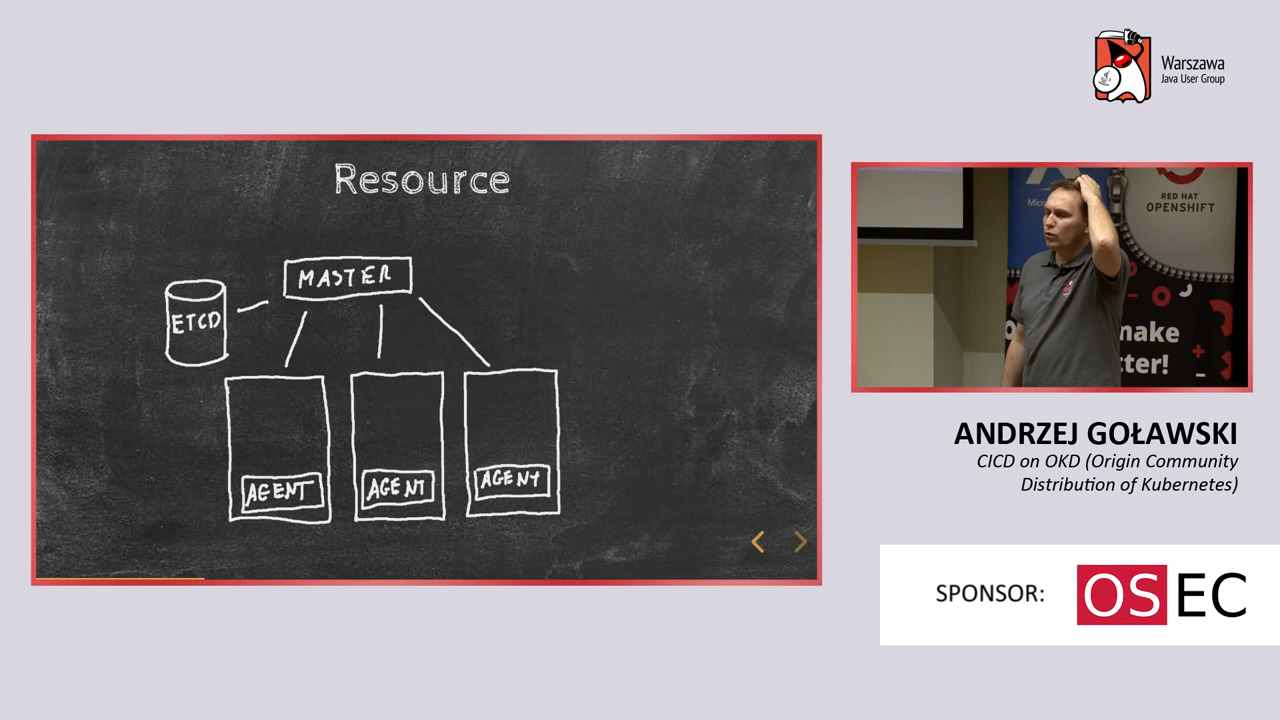 Warszawa
Java User Group
Resource
MASTER
ETCD
AGENT
AGENT
AGENT
RED HAT
OPENSHIFT
make
tter!
ANDRZEJ GOŁAWSKI
CICD on OKD (Origin Community
Distribution of Kubernetes)
SPONSOR:
OSEC